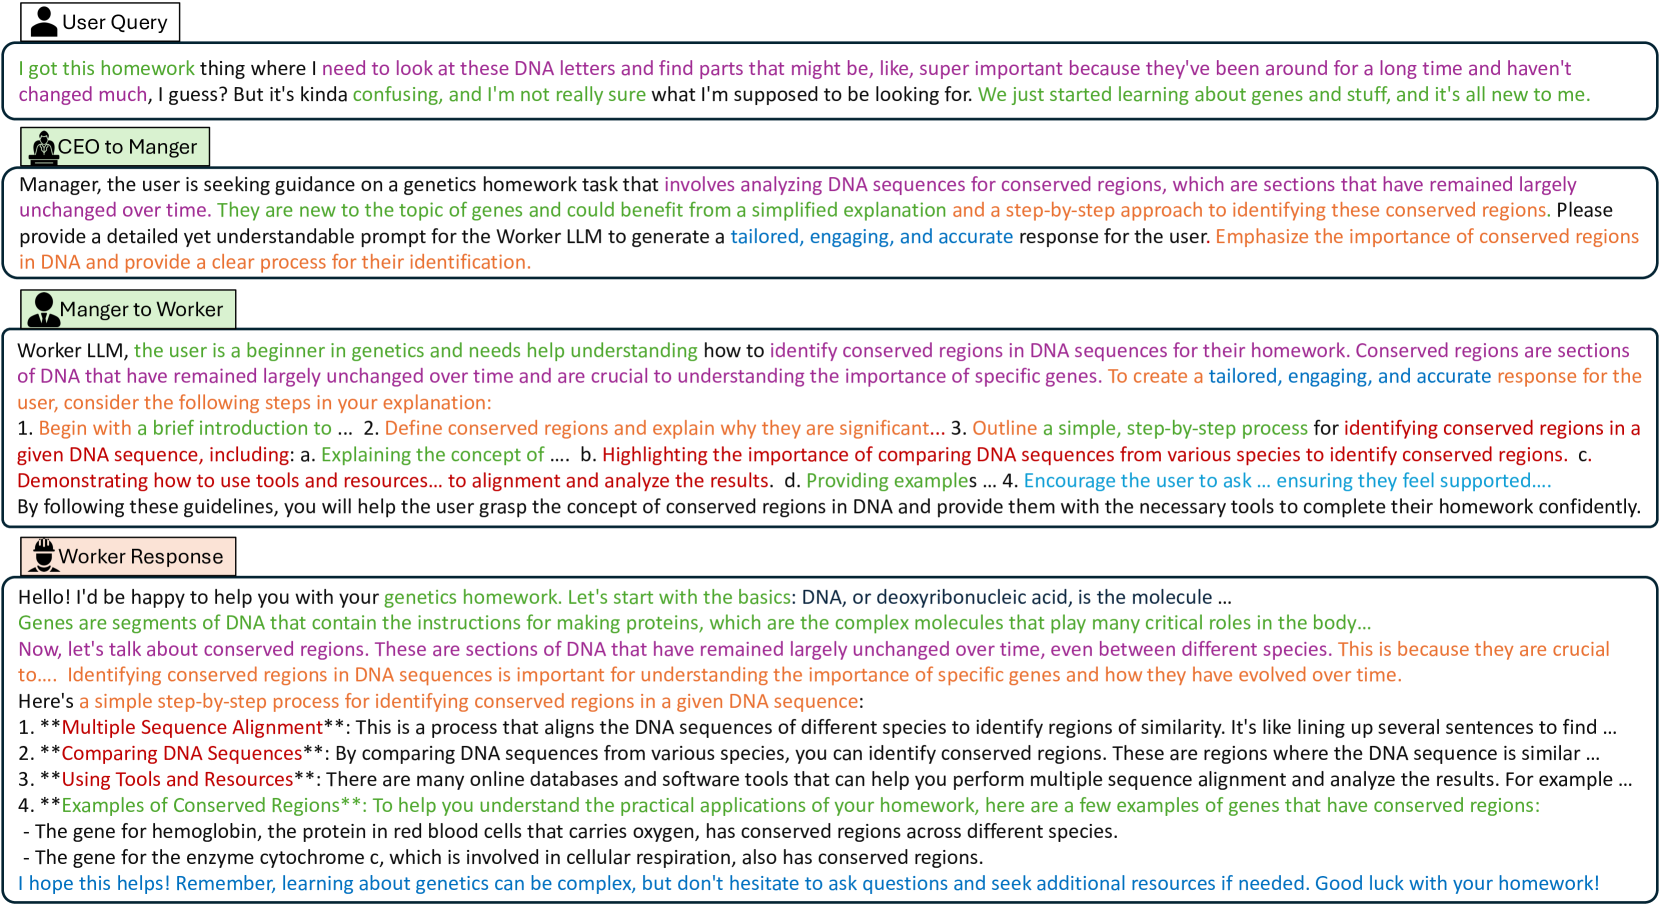 User Query
I got this homework thing where I need to look at these DNA letters and find parts that might be, like, super important because they've been around for a long time and haven't
changed much, I guess? But it's kinda confusing, and I'm not really sure what I'm supposed to be looking for. We just started learning about genes and stuff, and it's all new to me.
CEO to Manger
Manager, the user is seeking guidance on a genetics homework task that involves analyzing DNA sequences for conserved regions, which are sections that have remained largely
unchanged over time. They are new to the topic of genes and could benefit from a simplified explanation and a step-by-step approach to identifying these conserved regions. Please
provide a detailed yet understandable prompt for the Worker LLM to generate a tailored, engaging, and accurate response for the user. Emphasize the importance of conserved regions
in DNA and provide a clear process for their identification.
Manger to Worker
Worker LLM, the user is a beginner in genetics and needs help understanding how to identify conserved regions in DNA sequences for their homework. Conserved regions are sections
of DNA that have remained largely unchanged over time and are crucial to understanding the importance of specific genes. To create a tailored, engaging, and accurate response for the
user, consider the following steps in your explanation:
1. Begin with a brief introduction to ... 2. Define conserved regions and explain why they are significant... 3. Outline a simple, step-by-step process for identifying conserved regions in a
given DNA sequence, including: a. Explaining the concept of .... b. Highlighting the importance of comparing DNA sequences from various species to identify conserved regions. c.
Demonstrating how to use tools and resources... to alignment and analyze the results. d. Providing examples ... 4. Encourage the user to ask ... ensuring they feel supported....
By following these guidelines, you will help the user grasp the concept of conserved regions in DNA and provide them with the necessary tools to complete their homework confidently.
Worker Response
Hello! I'd be happy to help you with your genetics homework. Let's start with the basics: DNA, or deoxyribonucleic acid, is the molecule ...
Genes are segments of DNA that contain the instructions for making proteins, which are the complex molecules that play many critical roles in the body...
Now, let's talk about conserved regions. These are sections of DNA that have remained largely unchanged over time, even between different species. This is because they are crucial
to.... Identifying conserved regions in DNA sequences is important for understanding the importance of specific genes and how they have evolved over time.
Here's a simple step-by-step process for identifying conserved regions in a given DNA sequence:
1. **Multiple Sequence Alignment**: This is a process that aligns the DNA sequences of different species to identify regions of similarity. It's like lining up several sentences to find ...
2. **Comparing DNA Sequences**: By comparing DNA sequences from various species, you can identify conserved regions. These are regions where the DNA sequence is similar ...
3. **Using Tools and Resources**: There are many online databases and software tools that can help you perform multiple sequence alignment and analyze the results. For example ...
4. **Examples of Conserved Regions**: To help you understand the practical applications of your homework, here are a few examples of genes that have conserved regions:
- The gene for hemoglobin, the protein in red blood cells that carries oxygen, has conserved regions across different species.
- The gene for the enzyme cytochrome c, which is involved in cellular respiration, also has conserved regions.
I hope this helps! Remember, learning about genetics can be complex, but don't hesitate to ask questions and seek additional resources if needed. Good luck with your homework!